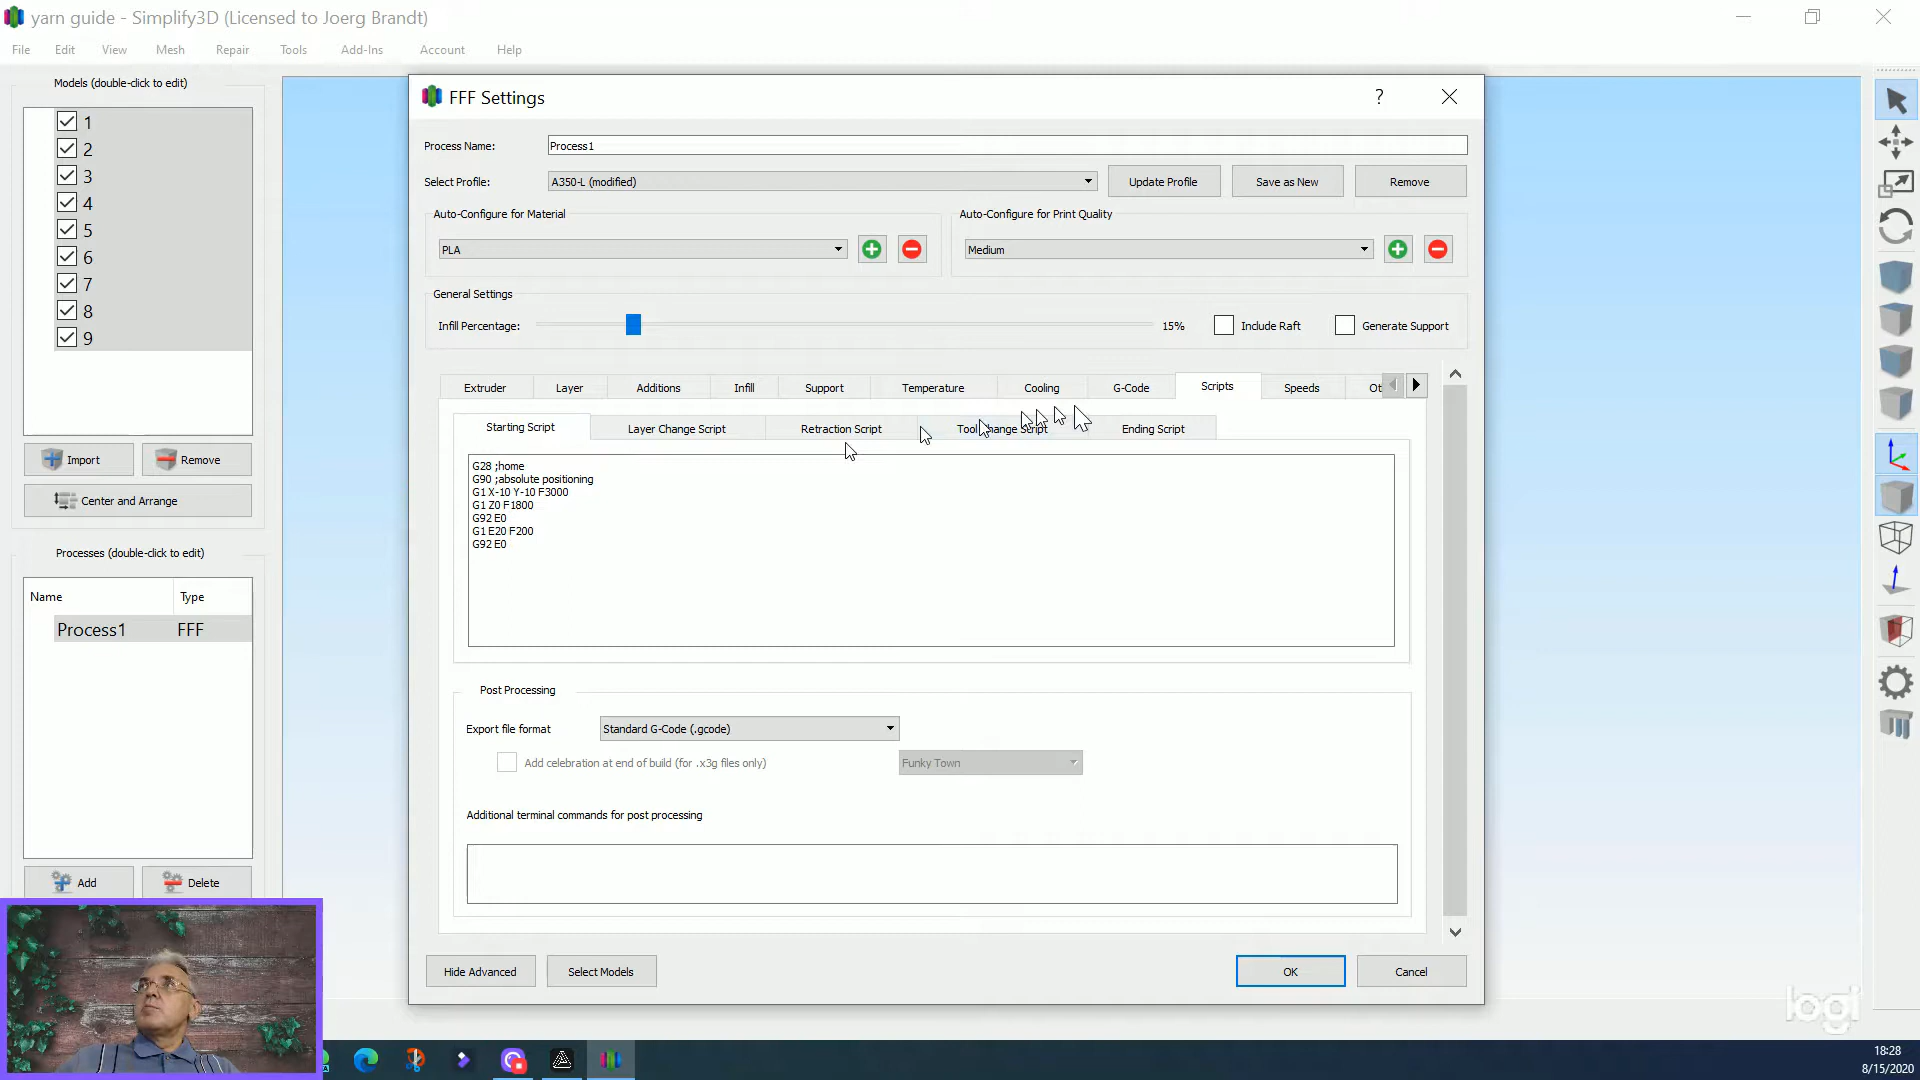 yarn guide - Simplify3D (Licensed to Joerg Brandt)
File Edit View Mesh Repair Tools Add-Ins Account Help
Models (double-click to edit)
1
2
3
4
5
6
7
8
9
Import Remove
Center and Arrange
Processes (double-click to edit)
Name Type
Process1 FFF
Add Delete
FFF Settings ?
Process Name: Process1
Select Profile: A350-L (modified) Update Profile Save as New Remove
Auto-Configure for Material Auto-Configure for Print Quality
PLA Medium
General Settings
Infill Percentage: 15% Include Raft Generate Support
Extruder Layer Additions Infill Support Temperature Cooling G-Code Scripts Speeds Ot
Starting Script Layer Change Script Retraction Script Tool Change Script Ending Script
G28 ;home
G90 ;absolute positioning
G1 X-10 Y-10 F3000
G1 Z0 F1800
G92 E0
G1 E20 F200
G92 E0
Post Processing
Export file format Standard G-Code (.gcode)
Add celebration at end of build (for .x3g files only) Funky Town
Additional terminal commands for post processing
Hide Advanced Select Models OK Cancel
logi
18:28
8/15/2020